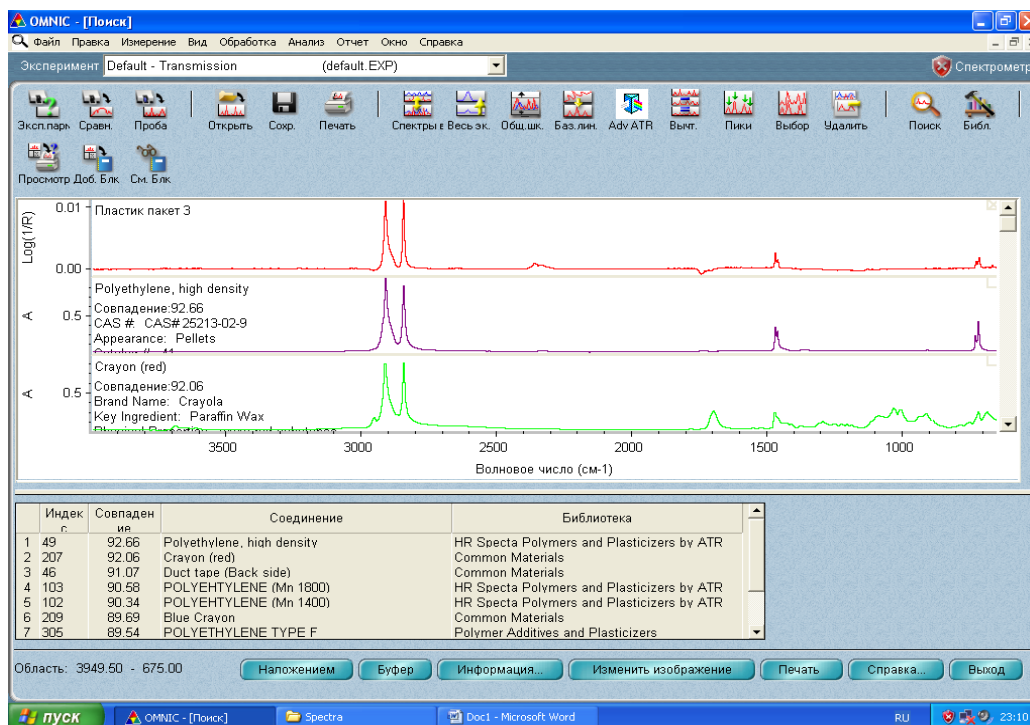 OMNIC - [Поиск]
Файл Правка Измерение Вид Обработка Анализ Отчет Окно Справка
Эксперимент Default - Transmission (default.EXP) Спектрометр
Эксп.парм Сравн. Проба Открыть Сохр. Печать Спектры в Весь эк. Общ.шк. Баз.лин. Adv ATR Вычт. Пики Выбор Удалить Поиск Библ.
Просмотр Доб. Блк См. Блк
Log(1/R)
0.01
0.00
Пластик пакет 3
A
0.5
Polyethylene, high density
Совпадение:92.66
CAS #: CAS#25213-02-9
Appearance: Pellets
A
0.5
Crayon (red)
Совпадение:92.06
Brand Name: Crayola
Key Ingredient: Paraffin Wax
3500 3000 2500 2000 1500 1000
Волновое число (см-1)
Индекс Совпадение Соединение Библиотека
1 49 92.66 Polyethylene, high density HR Specta Polymers and Plasticizers by ATR
2 207 92.06 Crayon (red) Common Materials
3 46 91.07 Duct tape (Back side) Common Materials
4 103 90.58 POLYEHTYLENE (Mn 1800) HR Specta Polymers and Plasticizers by ATR
5 102 90.34 POLYEHTYLENE (Mn 1400) HR Specta Polymers and Plasticizers by ATR
6 209 89.69 Blue Crayon Common Materials
7 305 89.54 POLYETHYLENE TYPE F Polymer Additives and Plasticizers
Область: 3949.50 - 675.00 Наложением Буфер Информация... Изменить изображение Печать Справка... Выход
пуск OMNIC - [Поиск] Spectra Doc1 - Microsoft Word RU 23:10